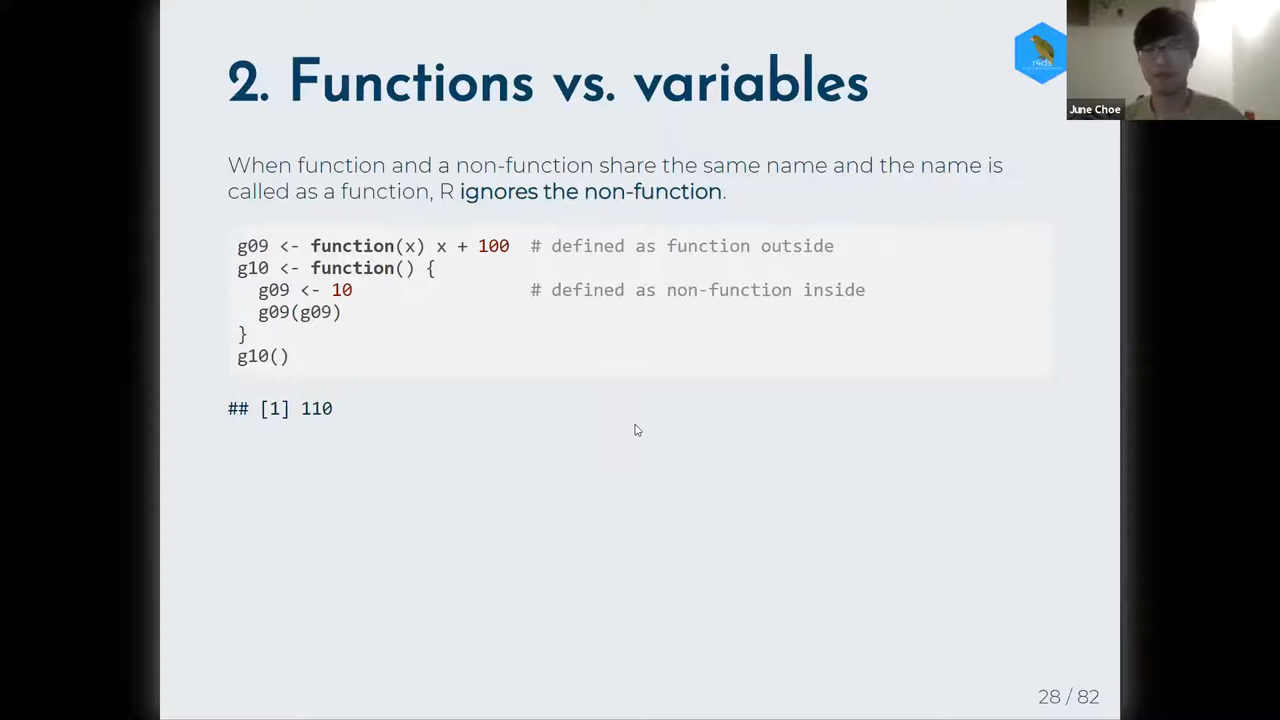 2. Functions vs. variables
r4ds
June Choe
When function and a non-function share the same name and the name is
called as a function, R ignores the non-function.
g09 <- function(x) x + 100  # defined as function outside
g10 <- function() {
  g09 <- 10                 # defined as non-function inside
  g09(g09)
}
g10()
## [1] 110
28 / 82